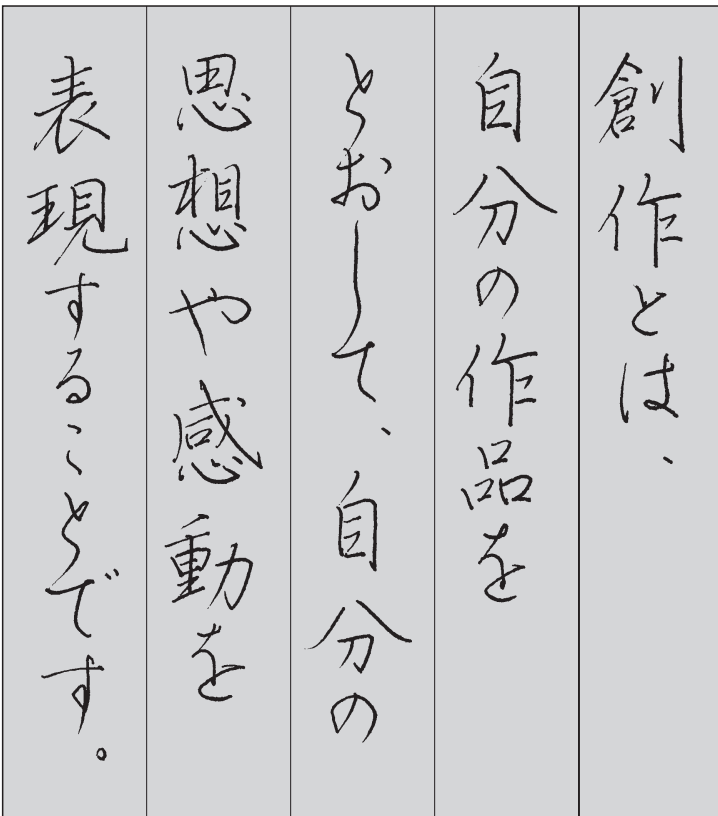 創作とは、
自分の作品を
とおして、自分の
思想や感動を
表現することです。